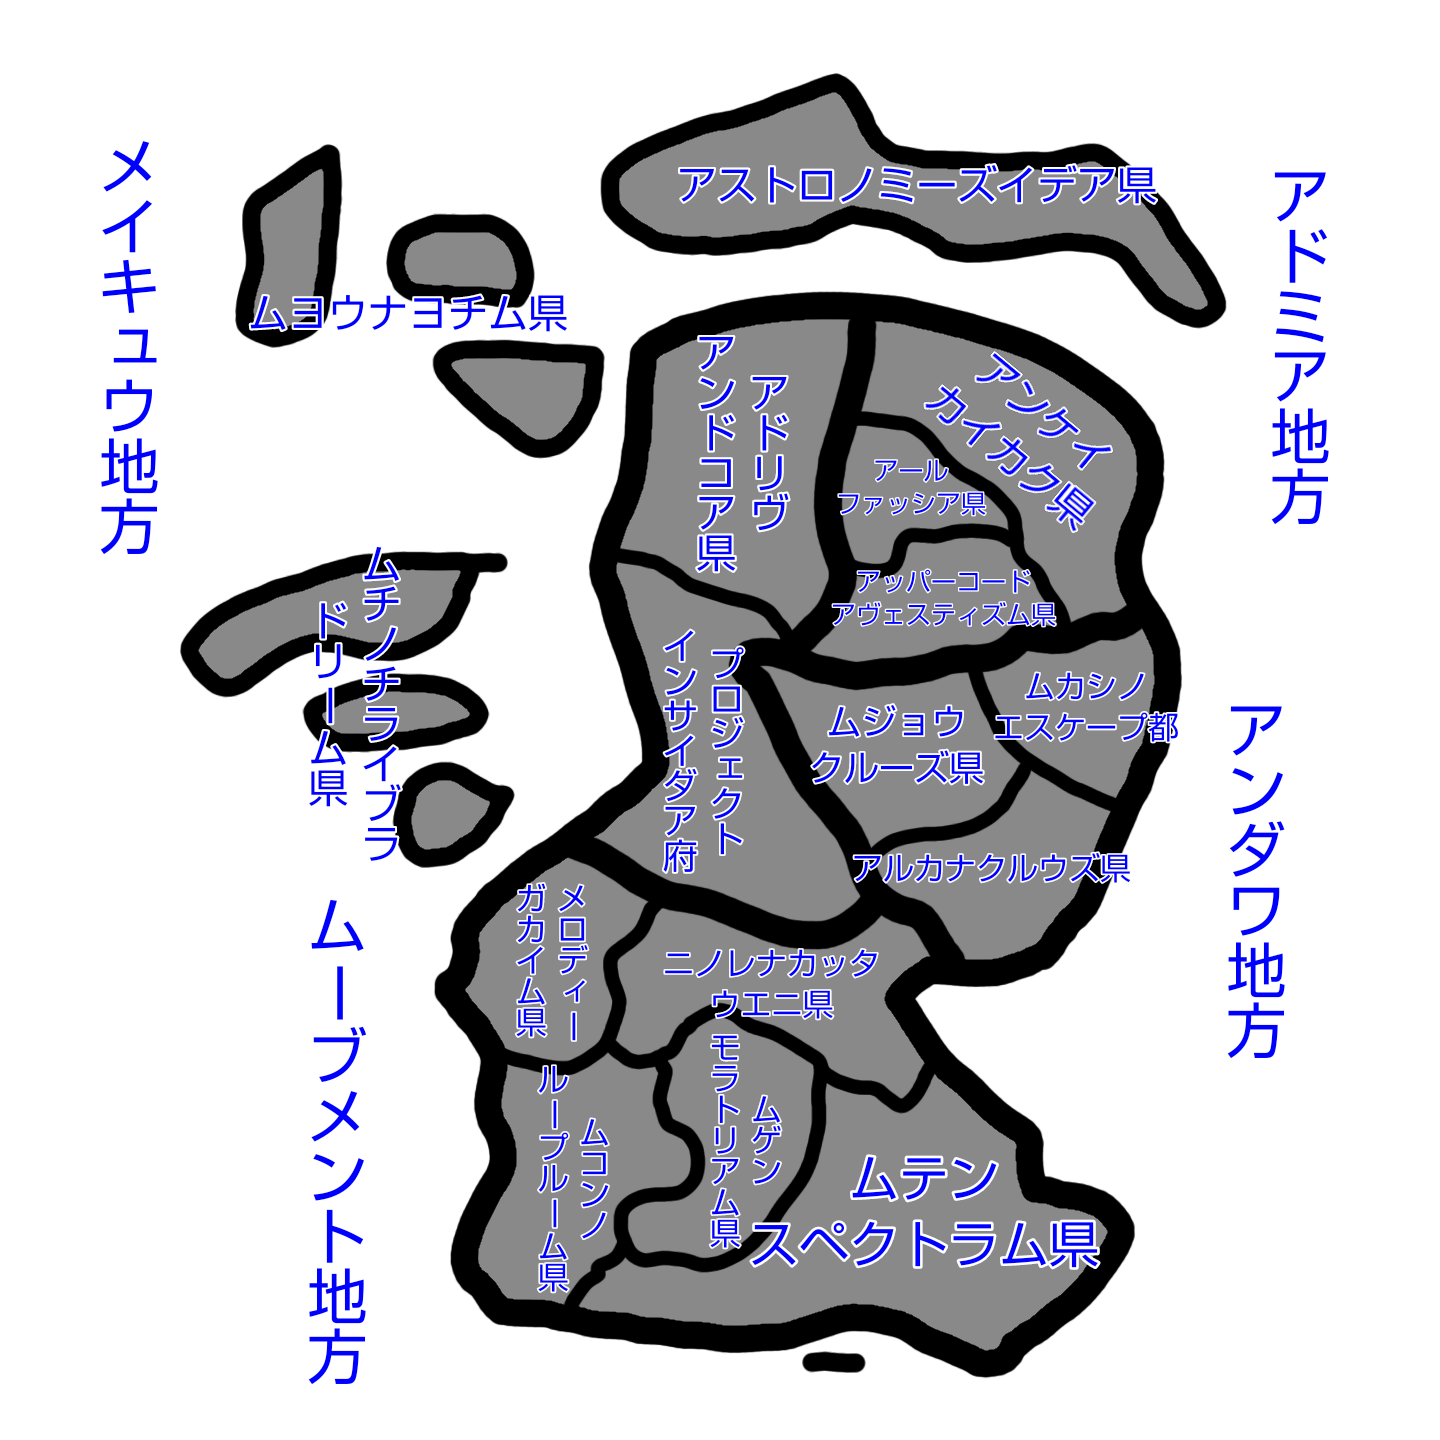 メイキュウ地方
アドミア地方
アンダワ地方
ムーブメント地方
アストロノミーズイデア県
ムヨウナヨチム県
アドリヴ
アンドコア県
アンケイ
カイカク県
アール
ファッシア県
アッパーコード
アヴェスティズム県
ムチノチライブラ
ドリーム県
プロジェクト
インサイダア府
ムカシノ
エスケープ都
ムジョウ
クルーズ県
アルカナクルウズ県
メロディー
ガカイム県
ニノレナカッタ
ウエニ県
ムゲン
モラトリアム県
ムコンノ
ループルーム県
ムテン
スペクトラム県